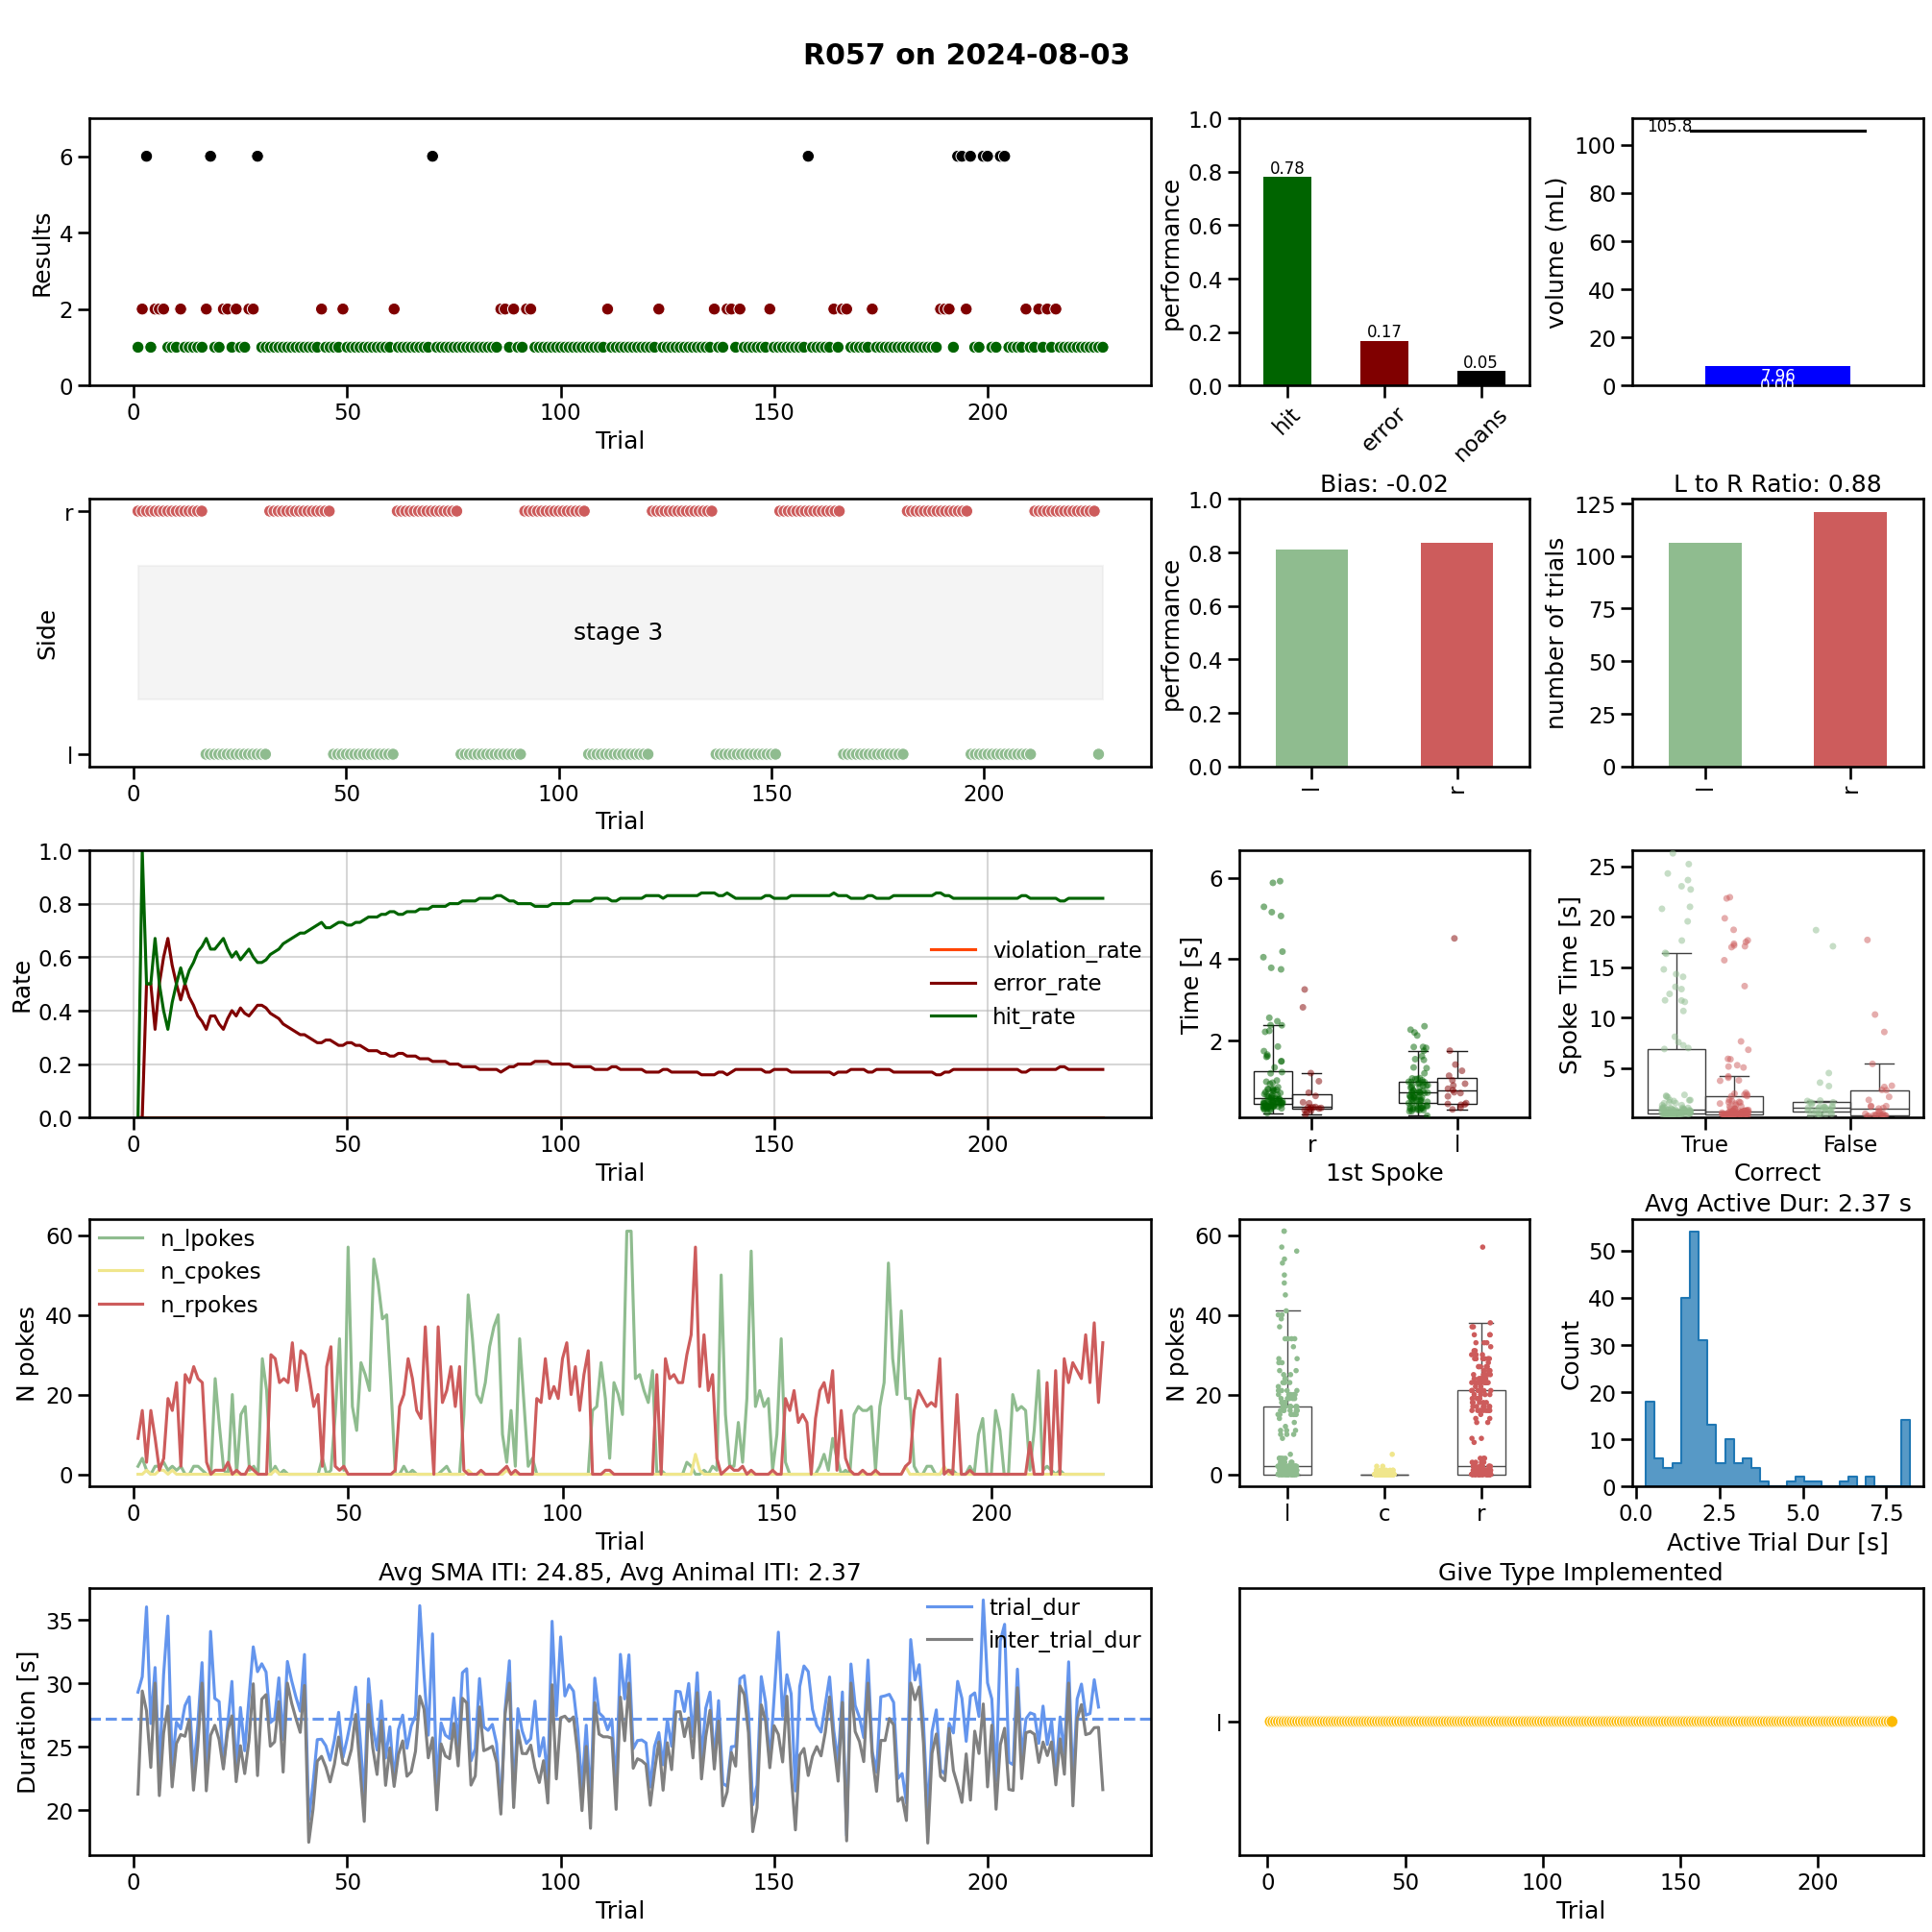 R057 on 2024-08-03
Results
6
4
2
0
0
50
100
150
200
Trial
performance
1.0
0.8
0.6
0.4
0.2
0.0
0.78
0.17
0.05
hit
error
noans
volume (mL)
100
80
60
40
20
0
105.8
7.96
0.00
Side
r
l
stage 3
0
50
100
150
200
Trial
Bias: -0.02
performance
1.0
0.8
0.6
0.4
0.2
0.0
l
r
L to R Ratio: 0.88
number of trials
125
100
75
50
25
0
l
r
Rate
1.0
0.8
0.6
0.4
0.2
0.0
violation_rate
error_rate
hit_rate
0
50
100
150
200
Trial
Time [s]
6
4
2
r
l
1st Spoke
Spoke Time [s]
25
20
15
10
5
True
False
Correct
N pokes
60
40
20
0
n_lpokes
n_cpokes
n_rpokes
0
50
100
150
200
Trial
N pokes
60
40
20
0
l
c
r
Avg Active Dur: 2.37 s
Count
50
40
30
20
10
0
0.0
2.5
5.0
7.5
Active Trial Dur [s]
Avg SMA ITI: 24.85, Avg Animal ITI: 2.37
Duration [s]
35
30
25
20
trial_dur
inter_trial_dur
0
50
100
150
200
Trial
Give Type Implemented
l
0
50
100
150
200
Trial